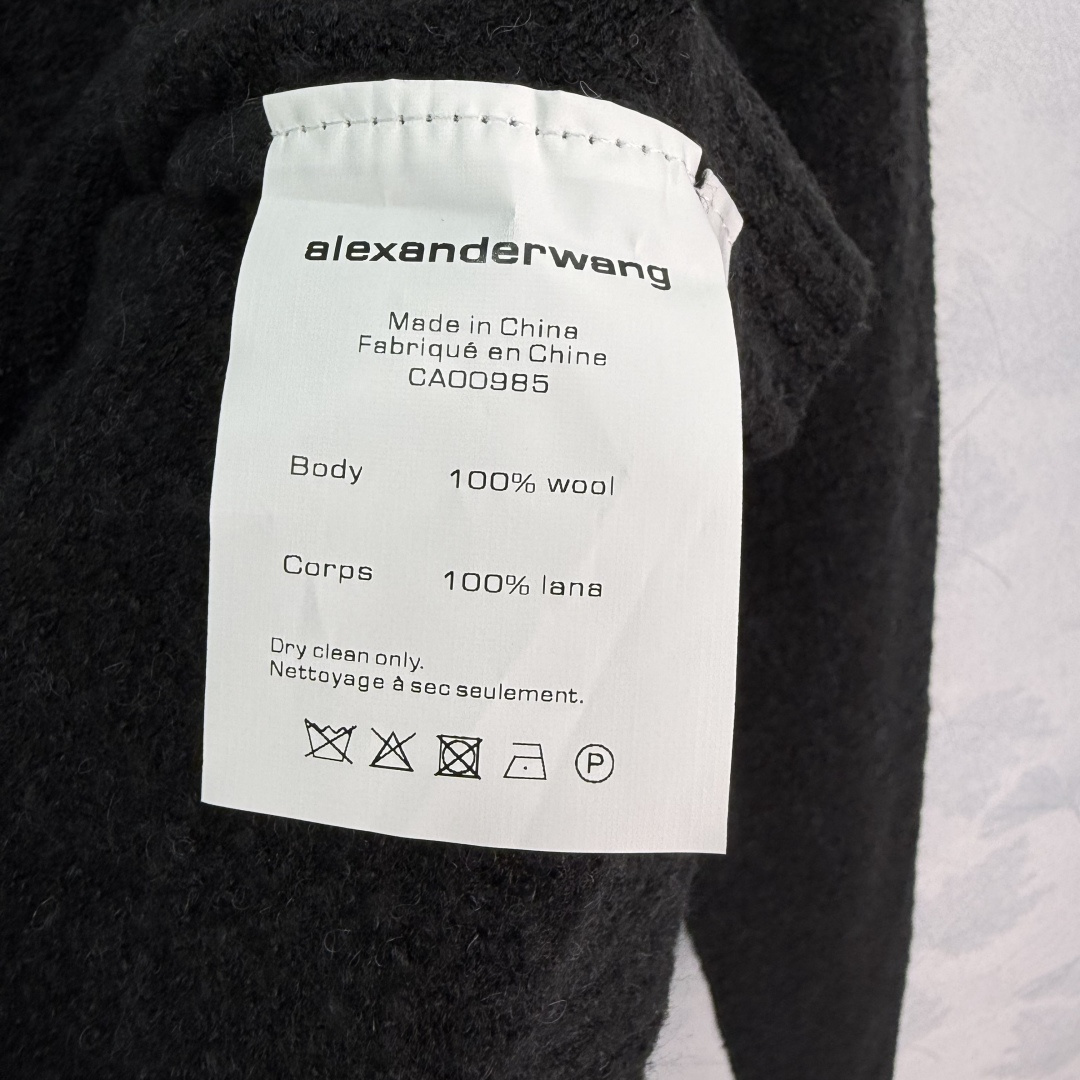 alexanderwang
Made in China
Fabriqué en Chine
CA00985
Body 100% wool
Corps 100% lana
Dry clean only.
Nettoyage à sec seulement.
P